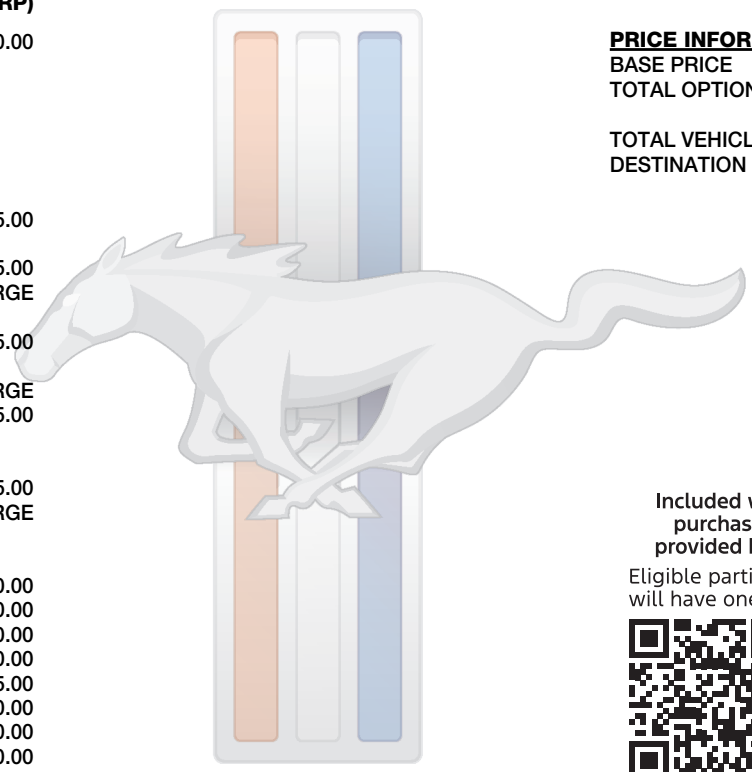 RP)
0.00
5.00
5.00
RGE
5.00
RGE
5.00
5.00
RGE
0.00
0.00
0.00
0.00
5.00
0.00
0.00
0.00
PRICE INFOR
BASE PRICE
TOTAL OPTION
TOTAL VEHICL
DESTINATION
Included w
purchas
provided b
Eligible parti
will have one